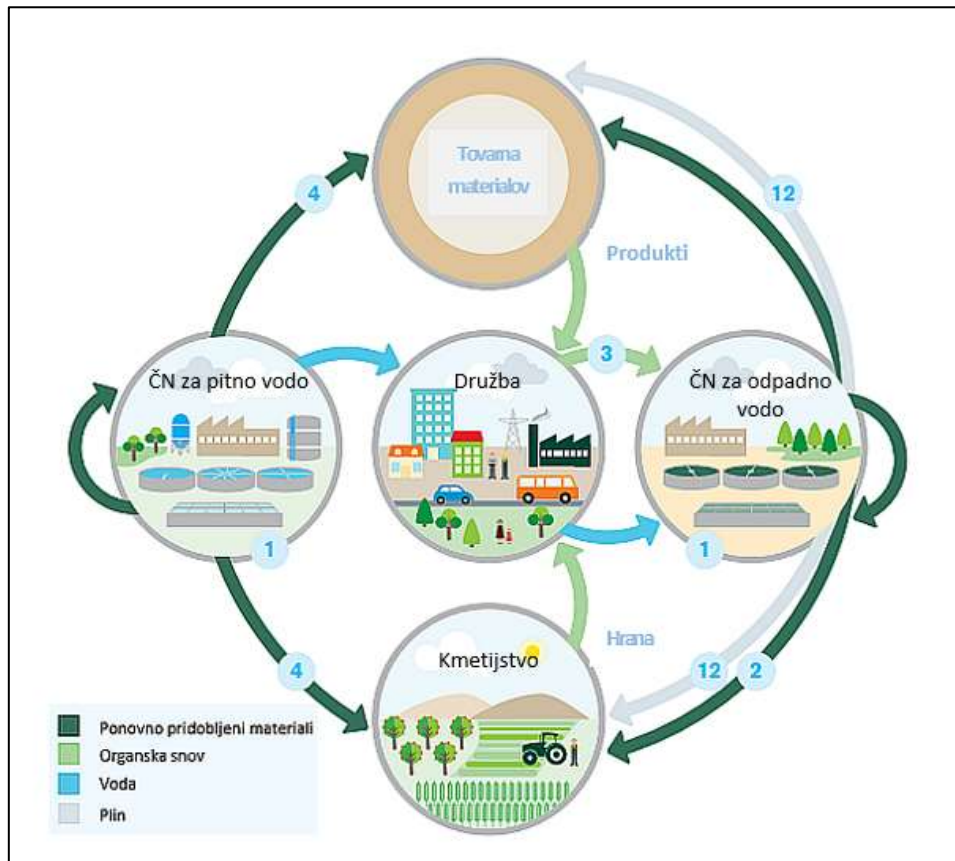 Tovarna
materialov
4
12
Produkti
ČN za pitno vodo
Družba
3
ČN za odpadno
vodo
1
1
Hrana
4
Kmetijstvo
12
2
Ponovno pridobljeni materiali
Organska snov
Voda
Plin